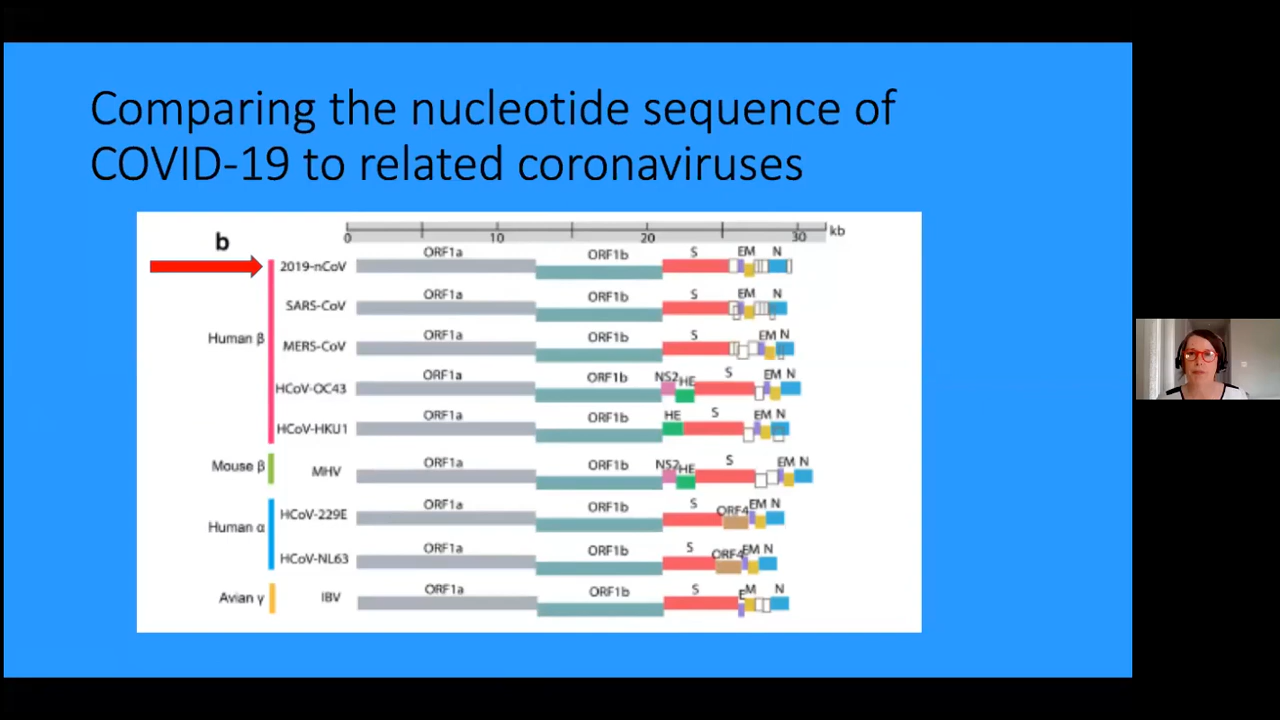 Comparing the nucleotide sequence of
COVID-19 to related coronaviruses
b
0 10 20 30 kb
2019-nCoV ORF1a ORF1b S EM N
SARS-CoV ORF1a ORF1b S EM N
Human β
MERS-CoV ORF1a ORF1b S EM N
HCoV-OC43 ORF1a ORF1b NS2 HE S EM N
HCoV-HKU1 ORF1a ORF1b HE S EM N
Mouse β MHV ORF1a ORF1b NS2 HE S EM N
HCoV-229E ORF1a ORF1b S ORF4 EM N
Human α
HCoV-NL63 ORF1a ORF1b S ORF4 EM N
Avian γ IBV ORF1a ORF1b S E M N